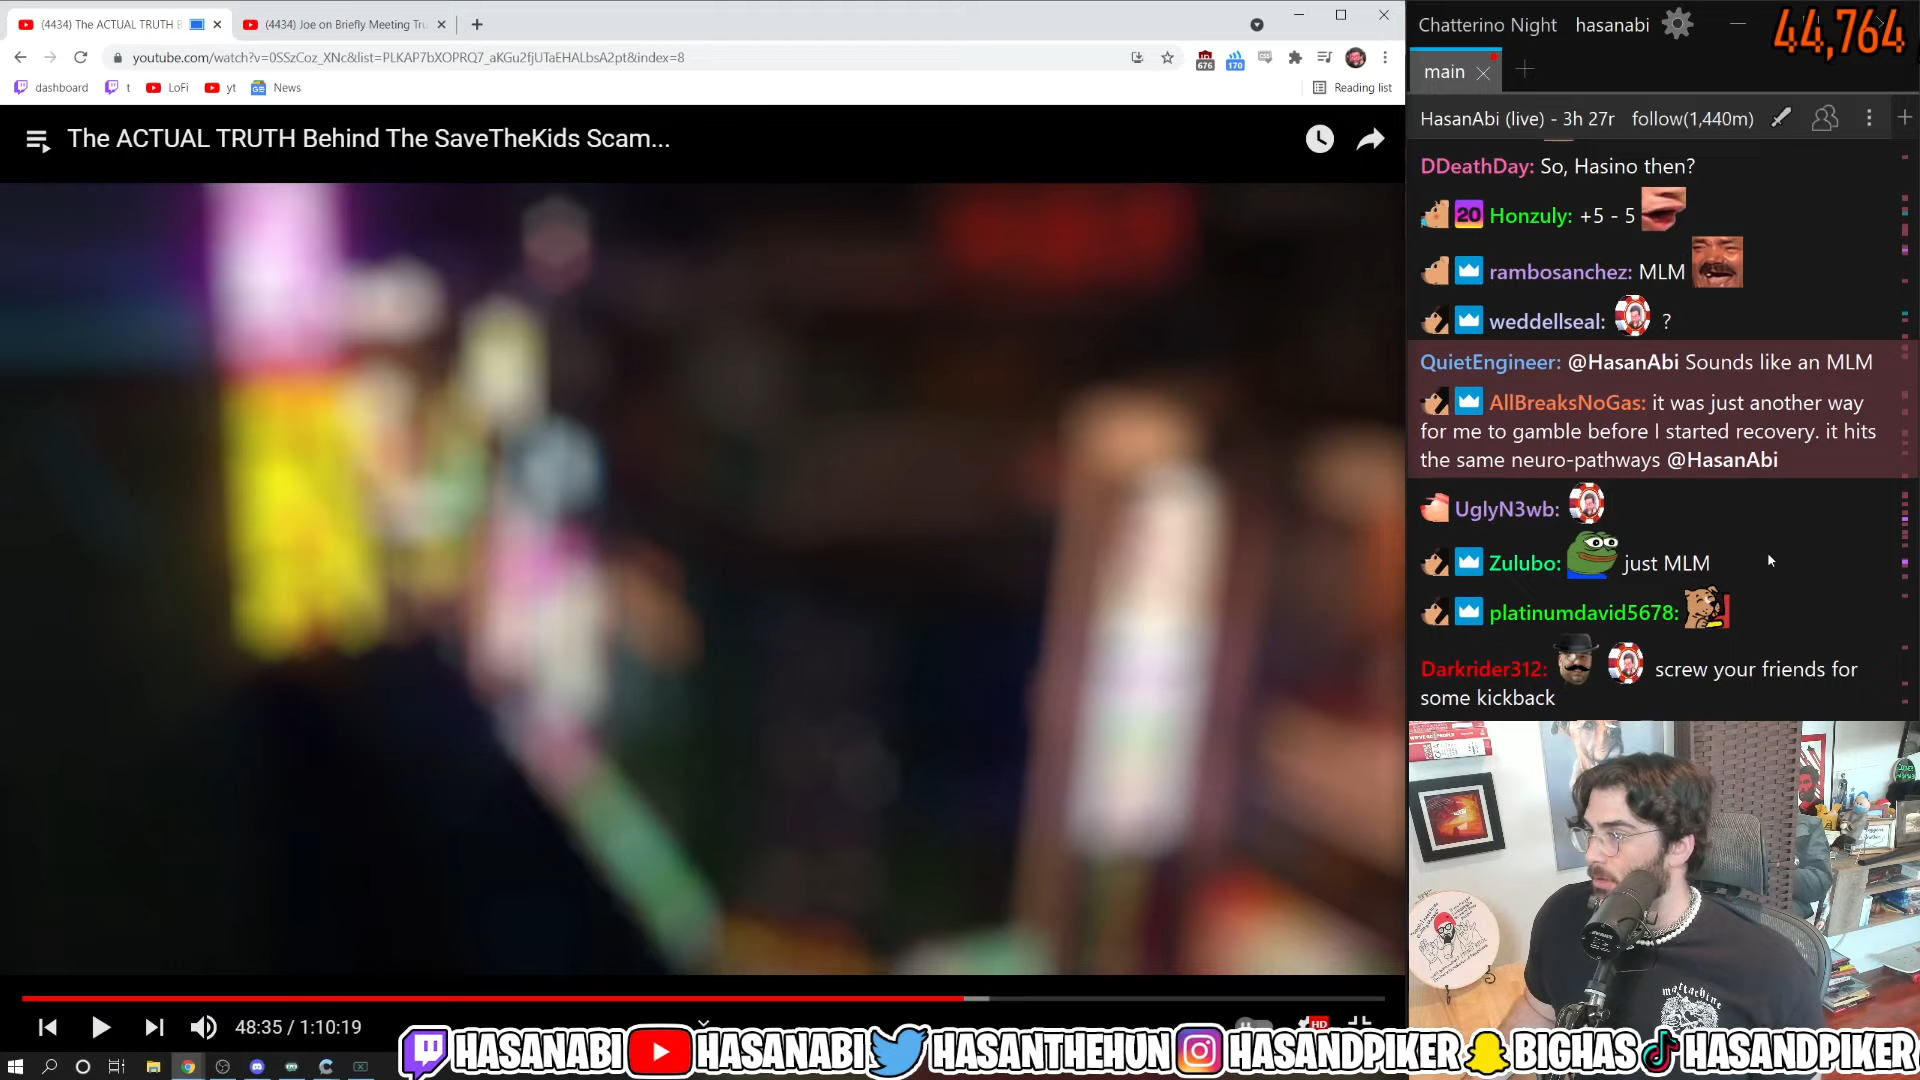 (4434) The ACTUAL TRUTH B
(4434) Joe on Briefly Meeting Tru
youtube.com/watch?v=0SSzCoz_XNc&list=PLKAP7bXOPRQ7_aKGu2fjUTaEHALbsA2pt&index=8
676
170
dashboard
t
LoFi
yt
News
Reading list
The ACTUAL TRUTH Behind The SaveTheKids Scam...
48:35 / 1:10:19
HD
Chatterino Night hasanabi
44,764
main
HasanAbi (live) - 3h 27r follow(1,440m)
DDeathDay: So, Hasino then?
20 Honzuly: +5 - 5
rambosanchez: MLM
weddellseal: ?
QuietEngineer: @HasanAbi Sounds like an MLM
AllBreaksNoGas: it was just another way
for me to gamble before I started recovery. it hits
the same neuro-pathways @HasanAbi
UglyN3wb:
Zulubo: just MLM
platinumdavid5678:
Darkrider312: screw your friends for
some kickback
HASANABI HASANABI HASANTHEHUN HASANDPIKER BIGHAS HASANDPIKER